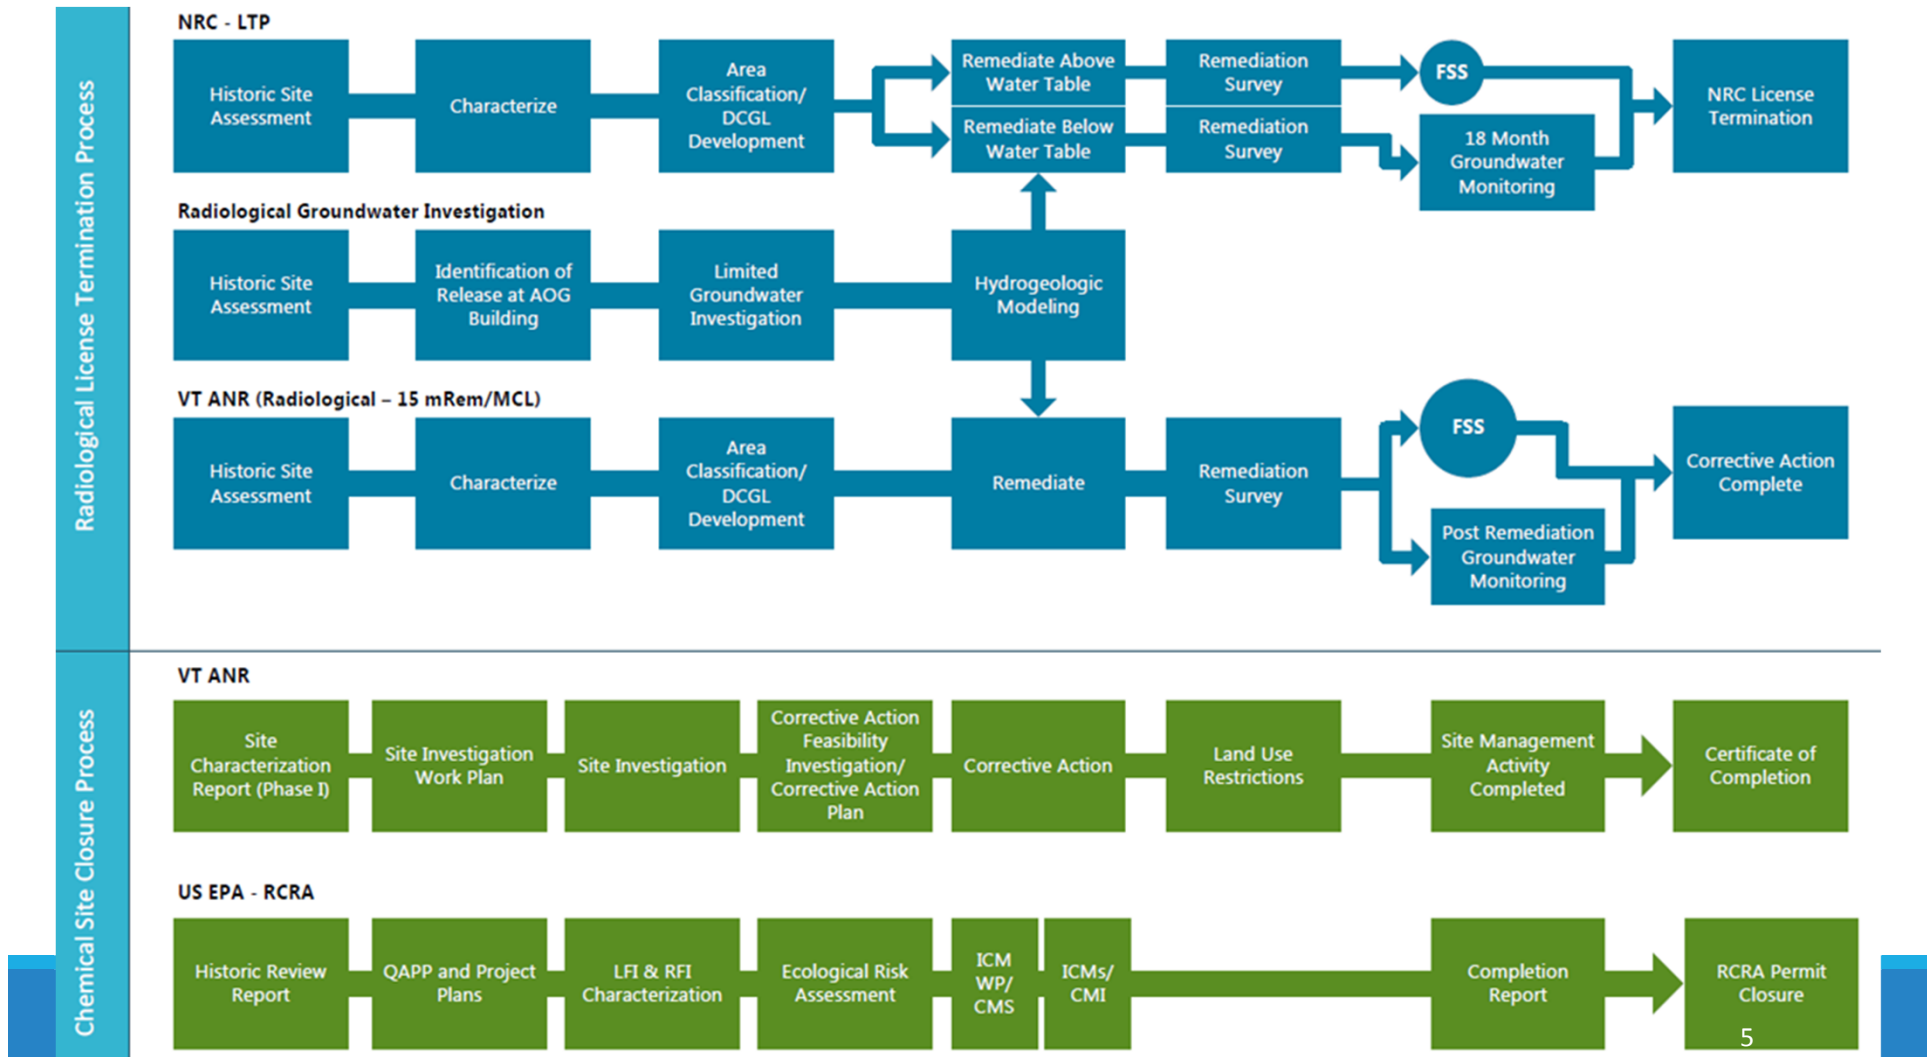 Radiological License Termination Process
NRC - LTP
Historic Site
Assessment
Characterize
Area
Classification/
DCGL
Development
Remediate Above
Water Table
Remediation
Survey
FSS
Remediate Below
Water Table
Remediation
Survey
18 Month
Groundwater
Monitoring
NRC License
Termination
Radiological Groundwater Investigation
Historic Site
Assessment
Identification of
Release at AOG
Building
Limited
Groundwater
Investigation
Hydrogeologic
Modeling
VT ANR (Radiological – 15 mRem/MCL)
Historic Site
Assessment
Characterize
Area
Classification/
DCGL
Development
Remediate
Remediation
Survey
FSS
Post Remediation
Groundwater
Monitoring
Corrective Action
Complete
Chemical Site Closure Process
VT ANR
Site
Characterization
Report (Phase I)
Site Investigation
Work Plan
Site Investigation
Corrective Action
Feasibility
Investigation/
Corrective Action
Plan
Corrective Action
Land Use
Restrictions
Site Management
Activity
Completed
Certificate of
Completion
US EPA - RCRA
Historic Review
Report
QAPP and Project
Plans
LFI & RFI
Characterization
Ecological Risk
Assessment
ICM
WP/
CMS
ICMs/
CMI
Completion
Report
RCRA Permit
Closure
5